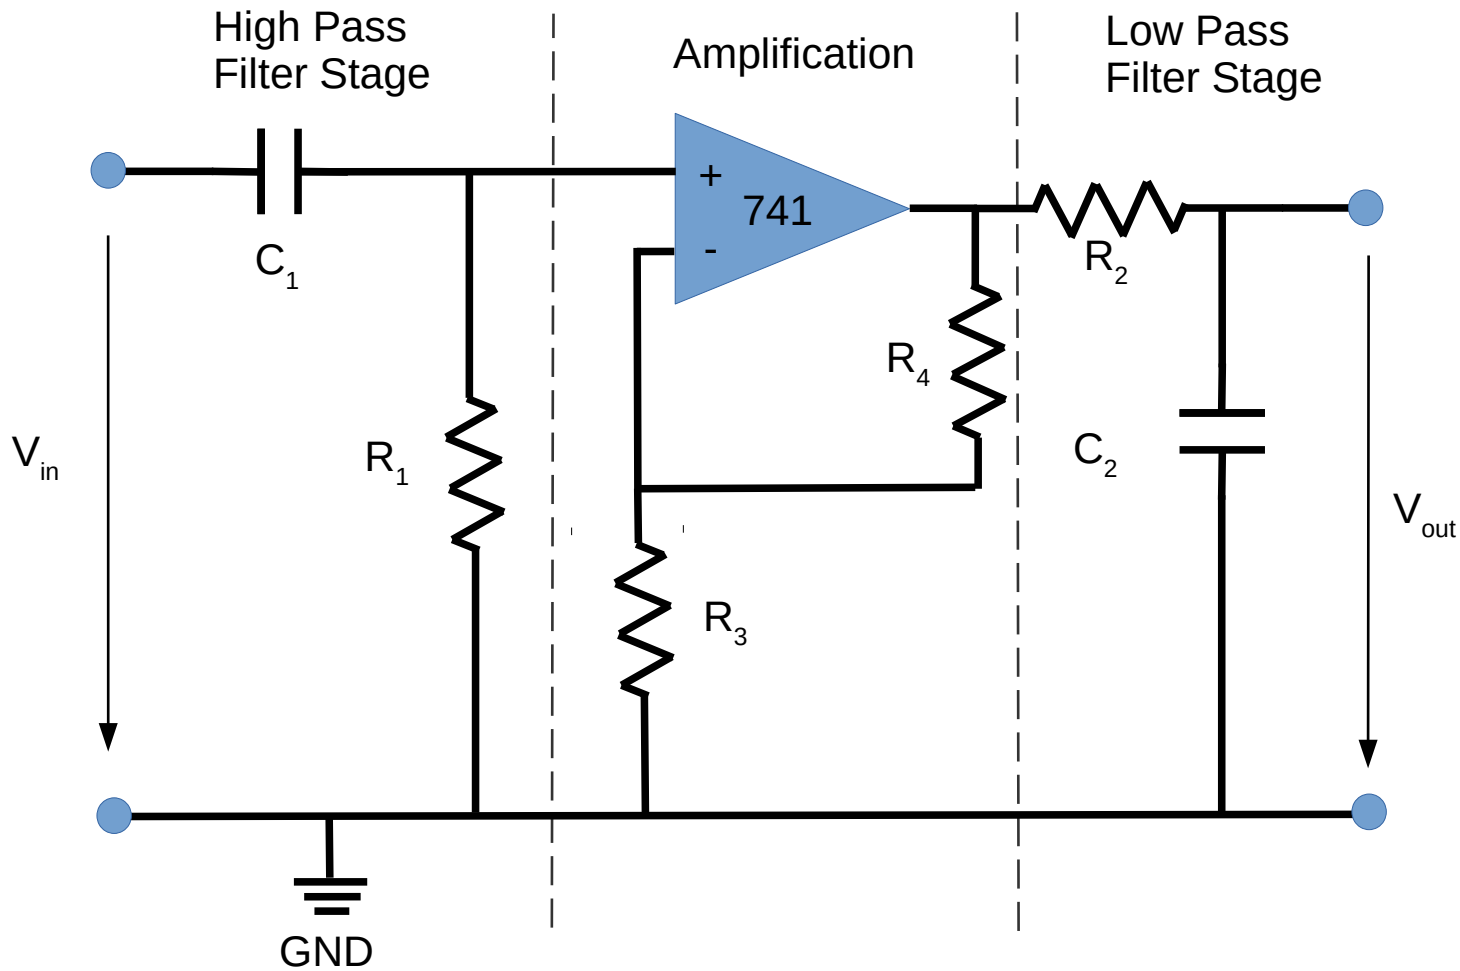 High Pass
Filter Stage
Amplification
Low Pass
Filter Stage
+
741
-
C1
R2
R4
R1
C2
Vin
Vout
R3
GND